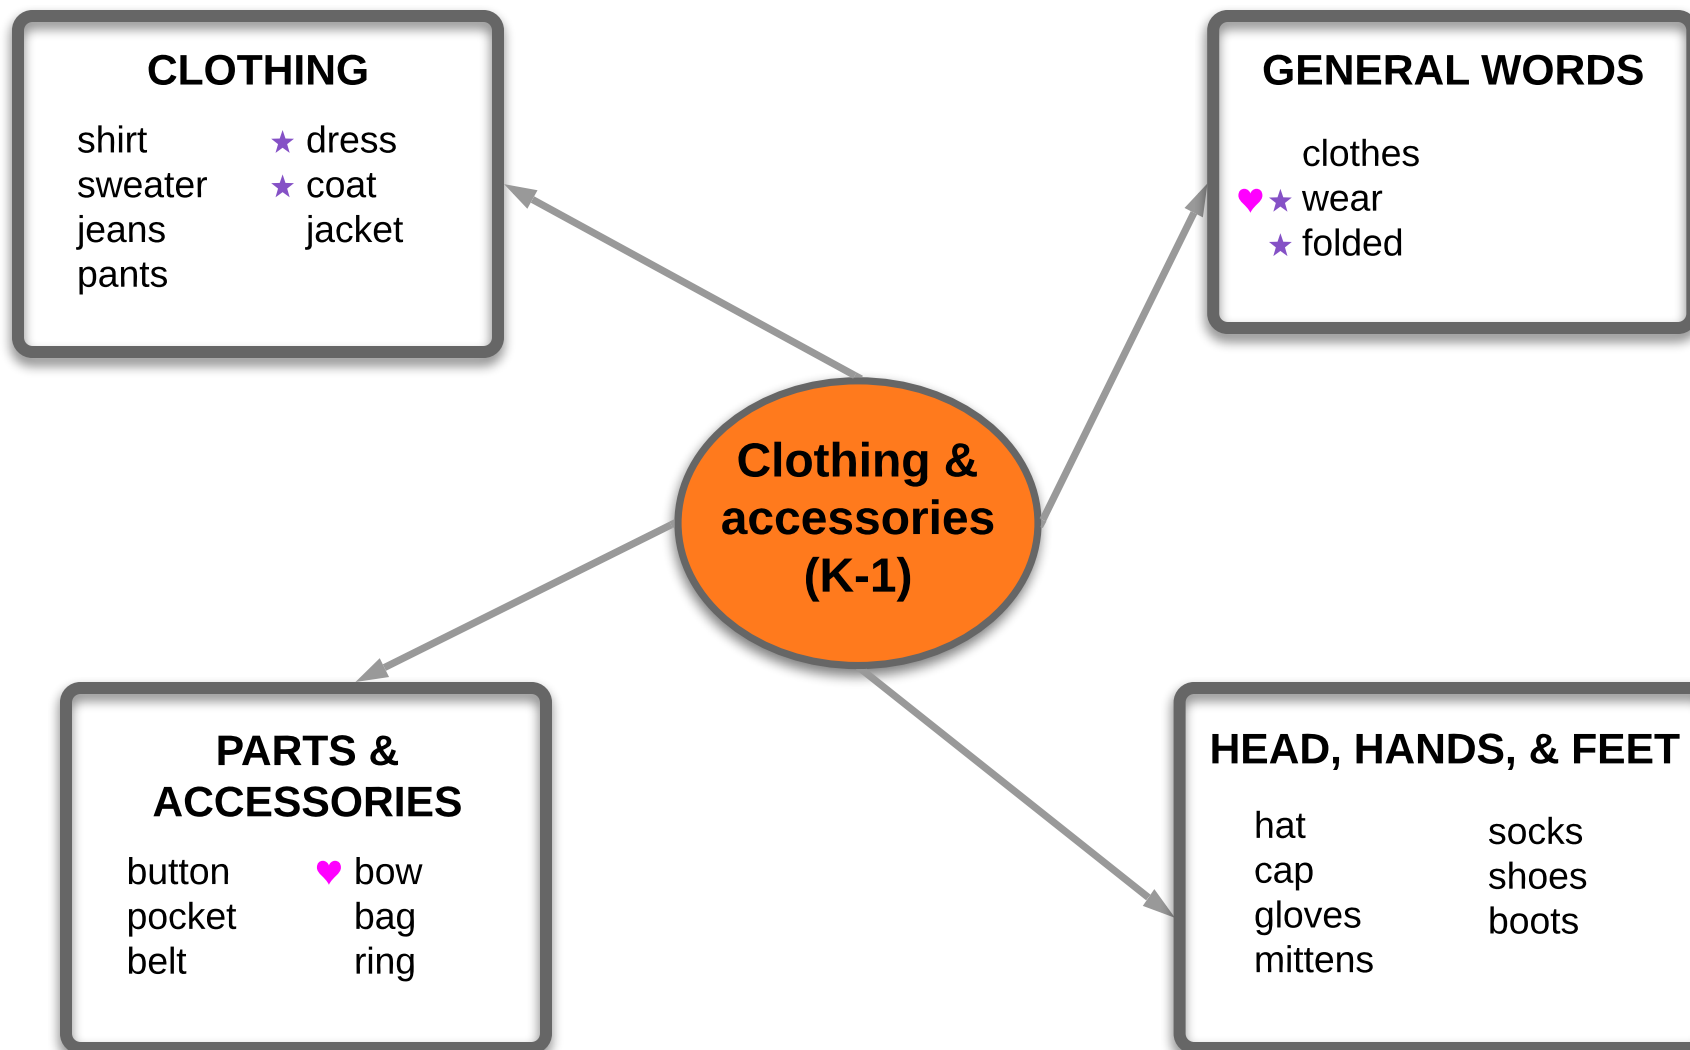 CLOTHING
shirt
sweater
jeans
pants
★ dress
★ coat
jacket
GENERAL WORDS
clothes
♥ ★ wear
★ folded
Clothing &
accessories
(K-1)
PARTS &
ACCESSORIES
button
pocket
belt
♥ bow
bag
ring
HEAD, HANDS, & FEET
hat
cap
gloves
mittens
socks
shoes
boots